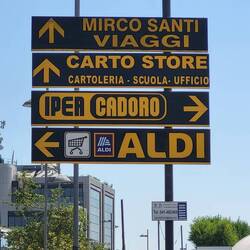 MIRCO SANTI
VIAGGI
CARTO STORE
CARTOLERIA - SCUOLA - UFFICIO
IPER CADORO
ALDI ALDI